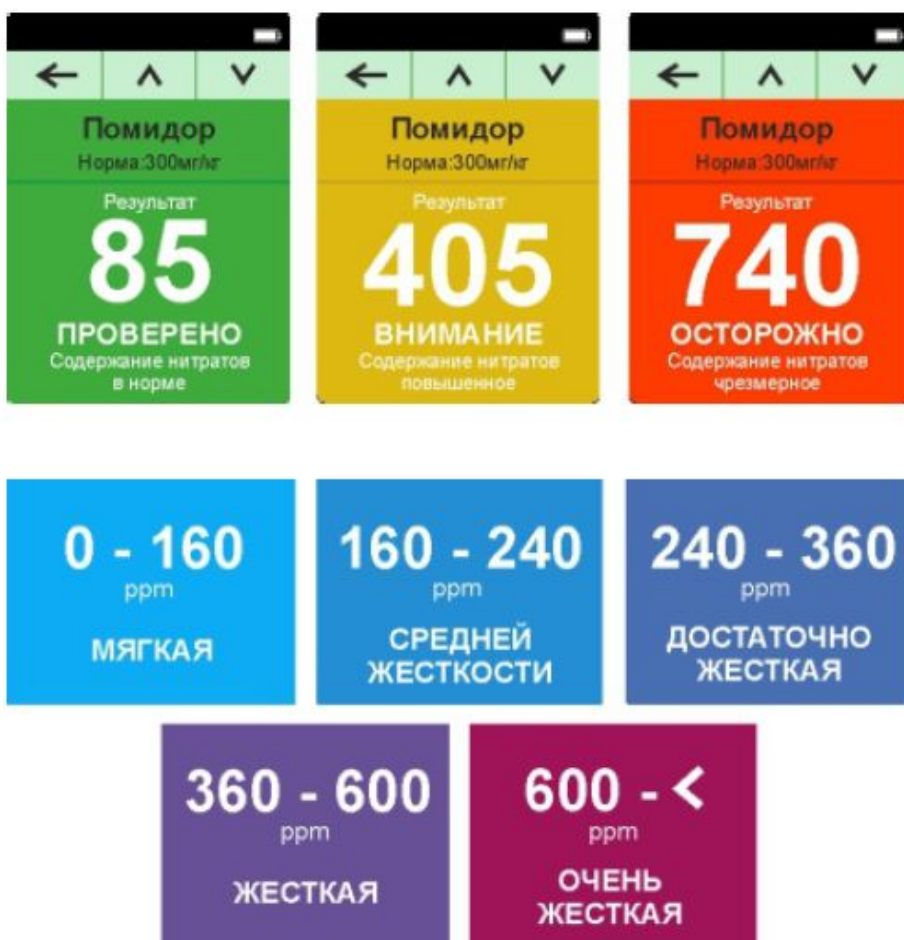 Помидор
Норма:300мг/кг
Результат
85
ПРОВЕРЕНО
Содержание нитратов
в норме
Помидор
Норма:300мг/кг
Результат
405
ВНИМАНИЕ
Содержание нитратов
повышенное
Помидор
Норма:300мг/кг
Результат
740
ОСТОРОЖНО
Содержание нитратов
чрезмерное
0 - 160
ppm
МЯГКАЯ
160 - 240
ppm
СРЕДНЕЙ
ЖЕСТКОСТИ
240 - 360
ppm
ДОСТАТОЧНО
ЖЕСТКАЯ
360 - 600
ppm
ЖЕСТКАЯ
600 - <
ppm
ОЧЕНЬ
ЖЕСТКАЯ